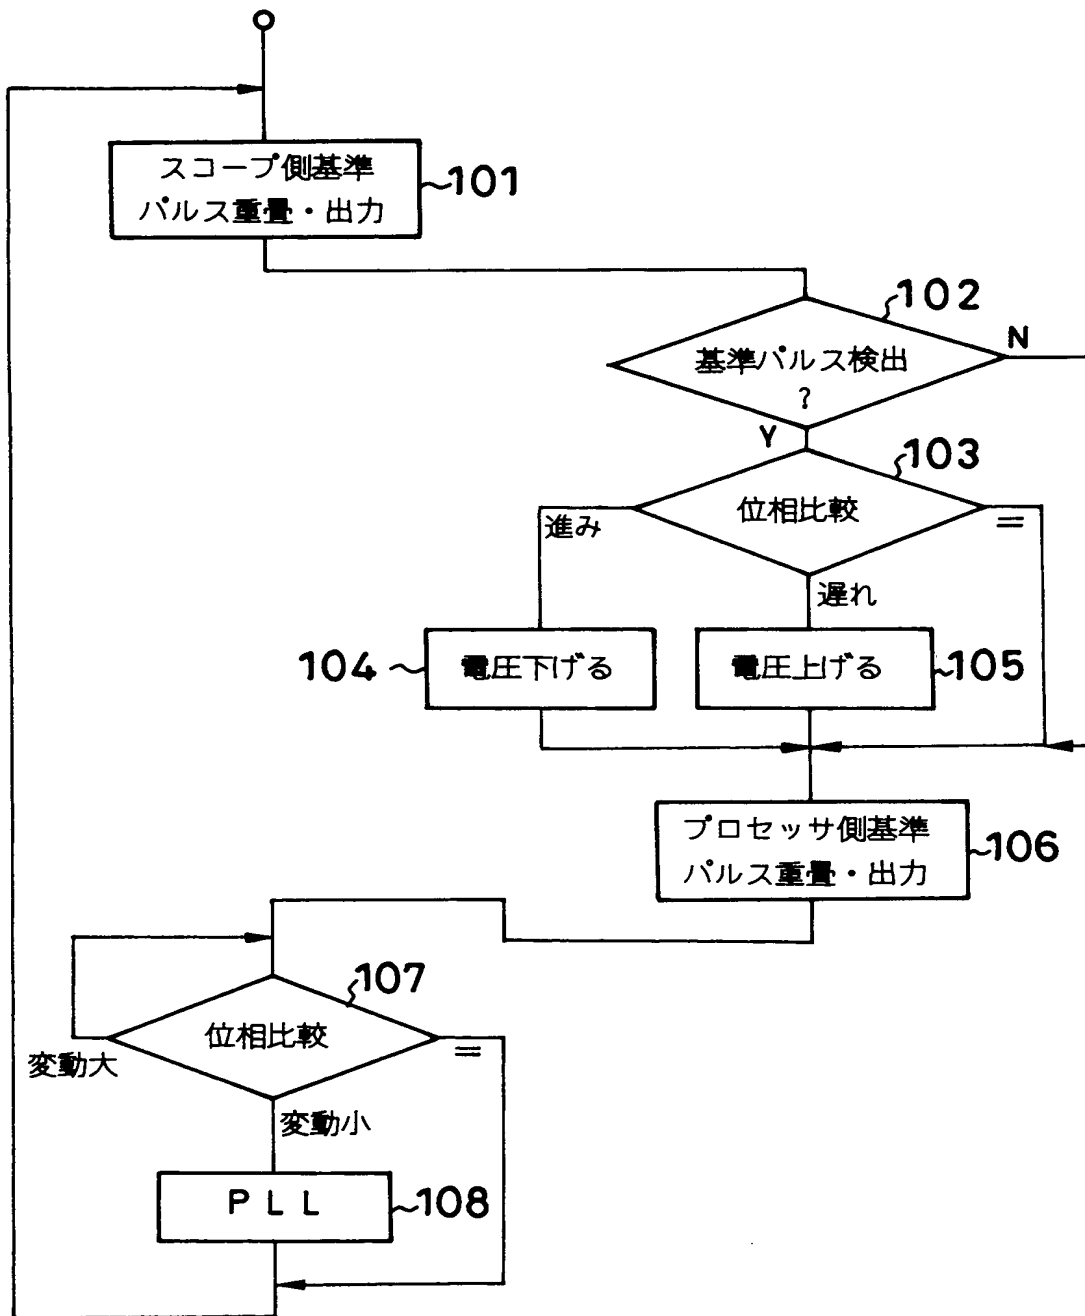 スコープ側基準
パルス重畳・出力
101
102
基準パルス検出
?
N
Y
103
位相比較
進み
=
遅れ
104
電圧下げる
電圧上げる
105
プロセッサ側基準
パルス重畳・出力
106
107
位相比較
変動大
=
変動小
PLL
108